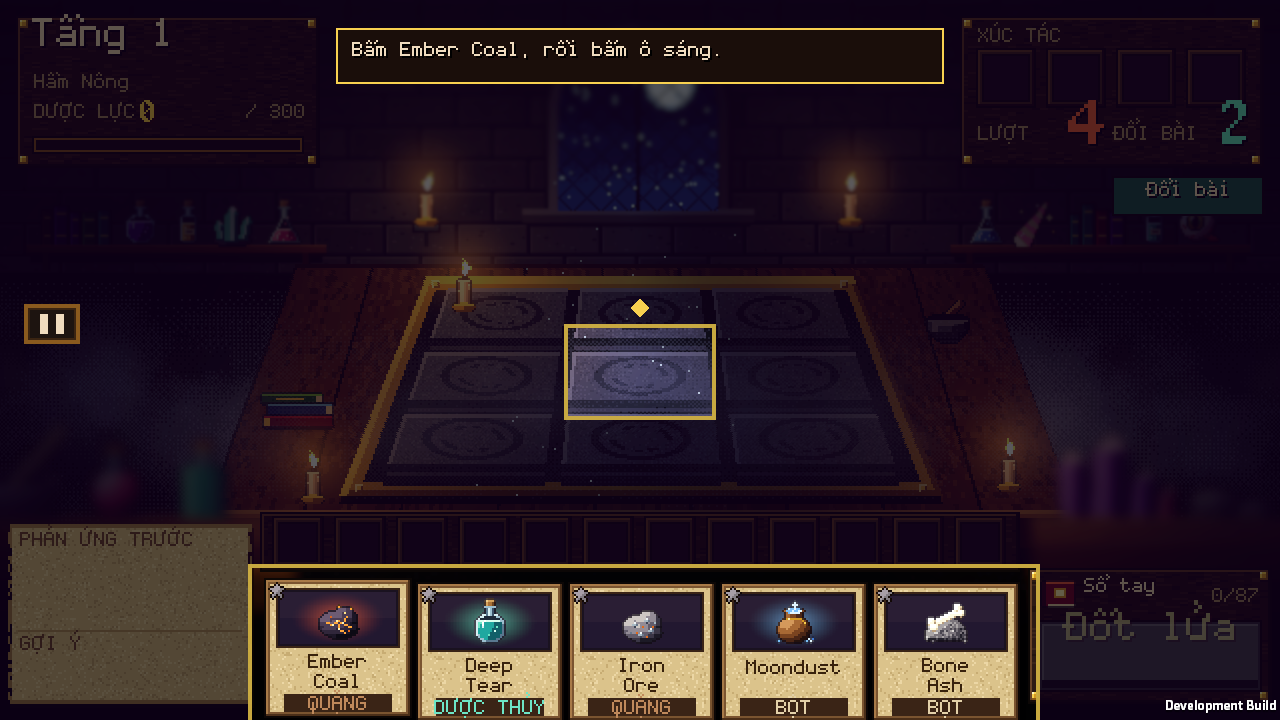 Tầng 1
Hầm Nông
DƯỢC LỰC 0 / 300
Bấm Ember Coal, rồi bấm ô sáng.
XÚC TÁC
LƯỢT 4 ĐỔI BÀI 2
Đổi bài
PHẢN ỨNG TRƯỚC
GỢI Ý
Ember
Coal
QUẶNG
Deep
Tear
DƯỢC THỦY
Iron
Ore
QUẶNG
Moondust
BỘT
Bone
Ash
BỘT
Sổ tay
0/87
Đốt lửa
Development Build